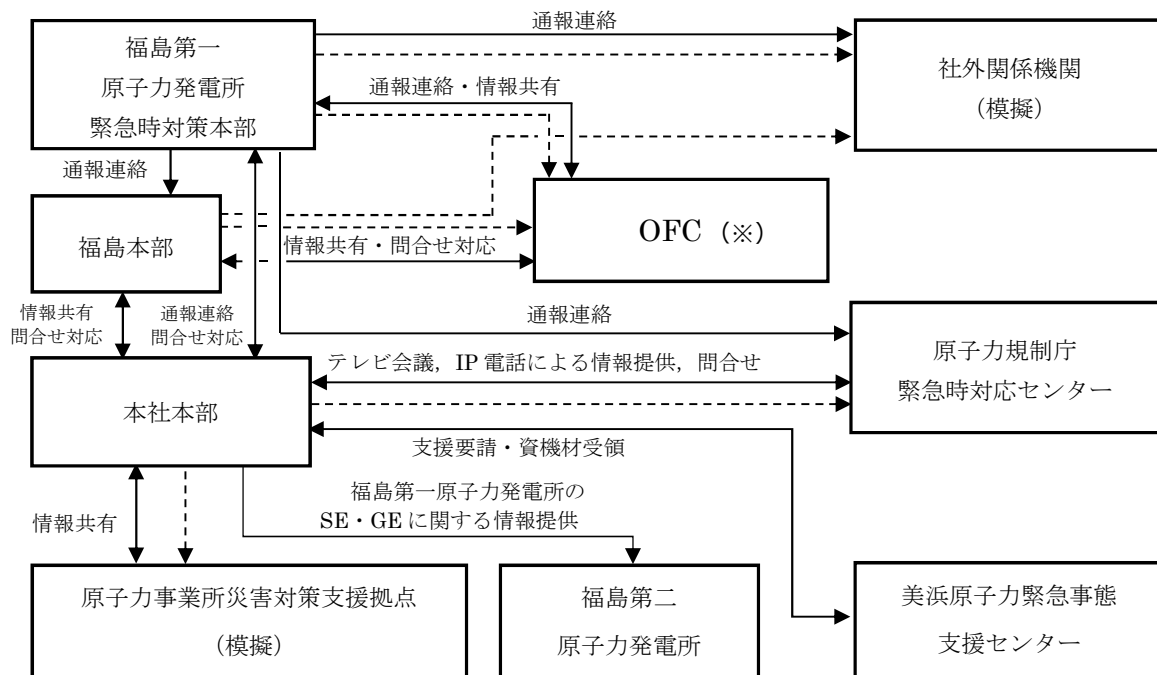 福島第一
原子力発電所
緊急時対策本部
通報連絡
社外関係機関
（模擬）
通報連絡・情報共有
通報連絡
福島本部
OFC（※）
情報共有・問合せ対応
情報共有
問合せ対応
通報連絡
問合せ対応
通報連絡
原子力規制庁
緊急時対応センター
テレビ会議，IP 電話による情報提供，問合せ
本社本部
支援要請・資機材受領
福島第一原子力発電所の
SE・GE に関する情報提供
情報共有
原子力事業所災害対策支援拠点
（模擬）
福島第二
原子力発電所
美浜原子力緊急事態
支援センター